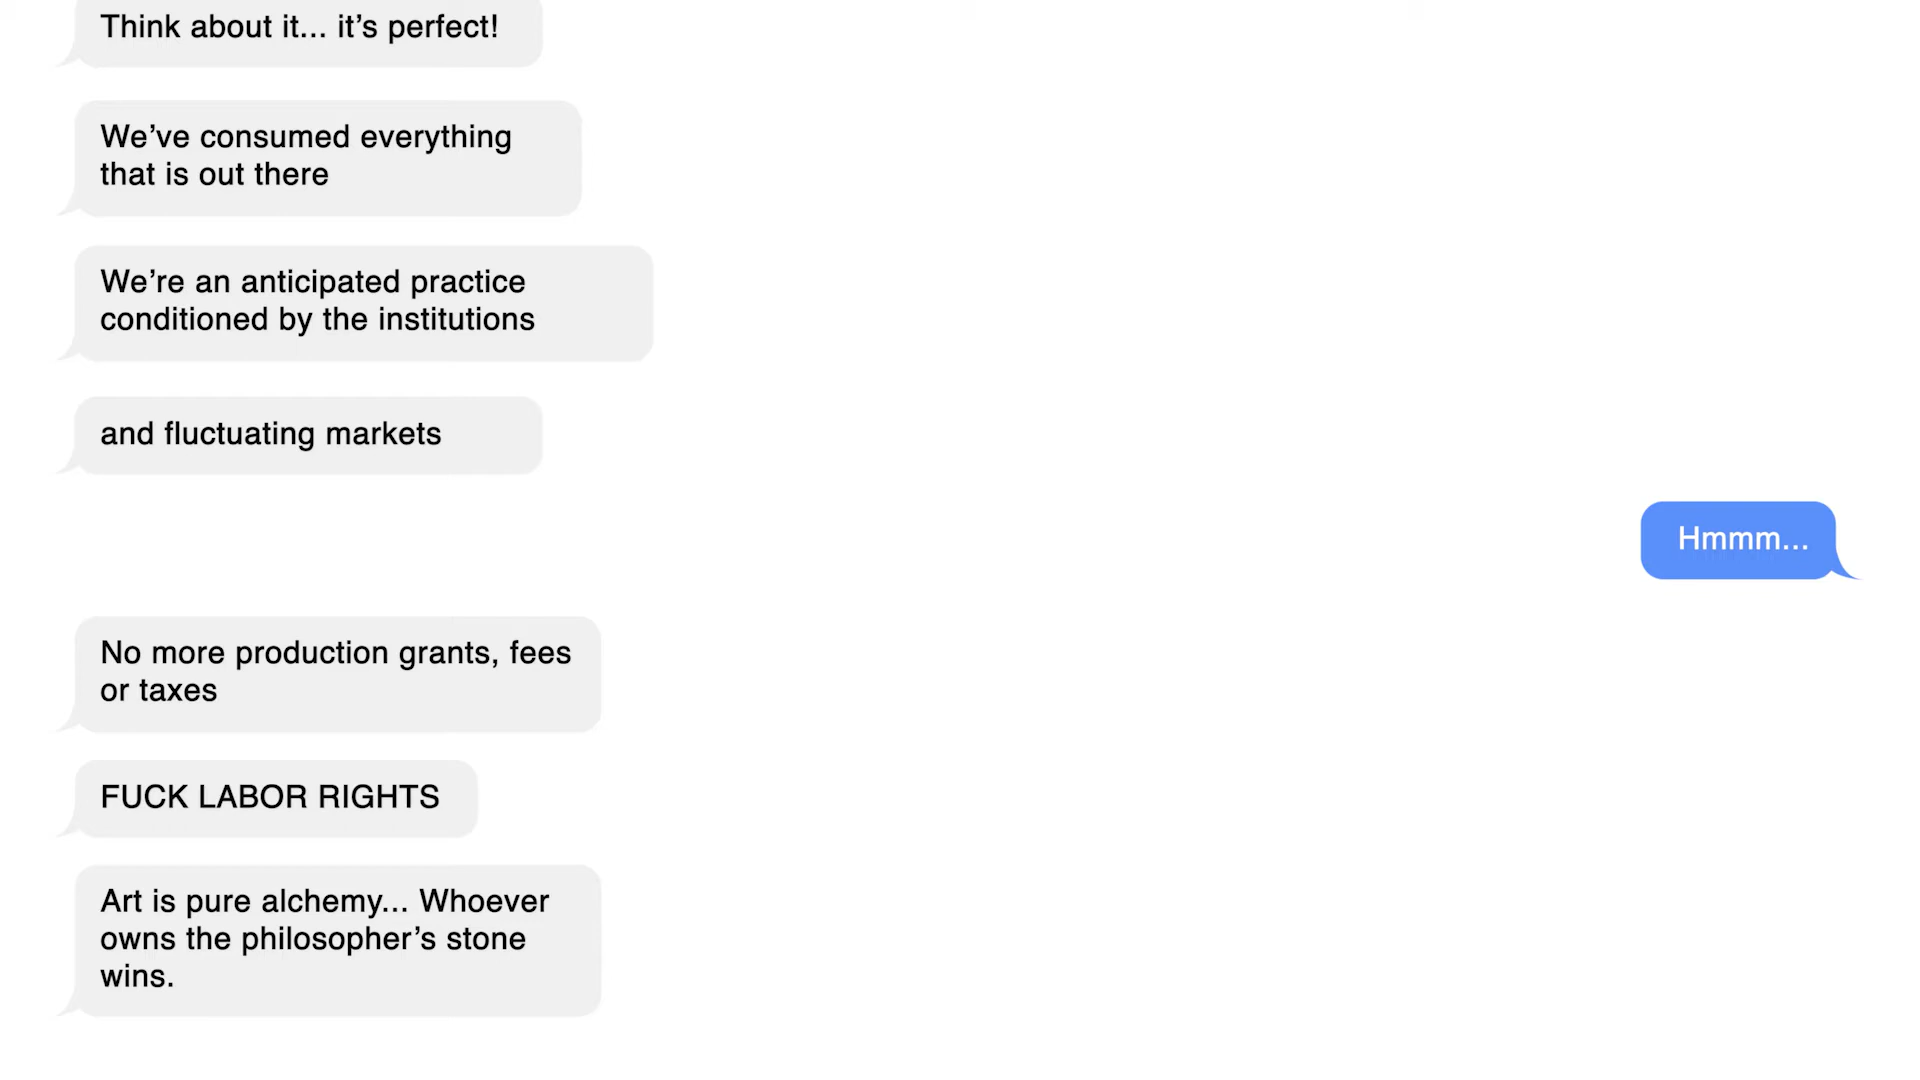 Think about it... it’s perfect!
We’ve consumed everything
that is out there
We’re an anticipated practice
conditioned by the institutions
and fluctuating markets
Hmmm...
No more production grants, fees
or taxes
FUCK LABOR RIGHTS
Art is pure alchemy... Whoever
owns the philosopher’s stone
wins.